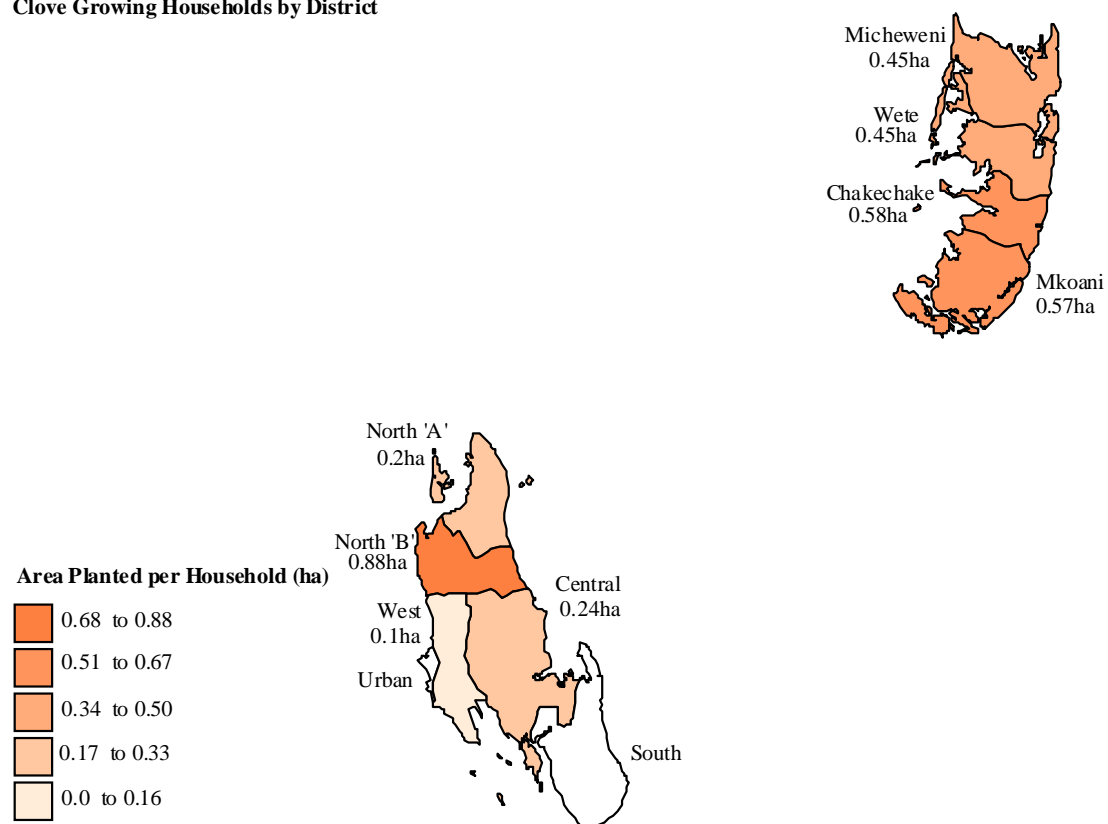 Clove Growing Households by District
Micheweni
0.45ha
Wete
0.45ha
Chakechake
0.58ha
Mkoani
0.57ha
North 'A'
0.2ha
North 'B'
0.88ha
Central
0.24ha
West
0.1ha
Urban
South
Area Planted per Household (ha)
0.68 to 0.88
0.51 to 0.67
0.34 to 0.50
0.17 to 0.33
0.0 to 0.16